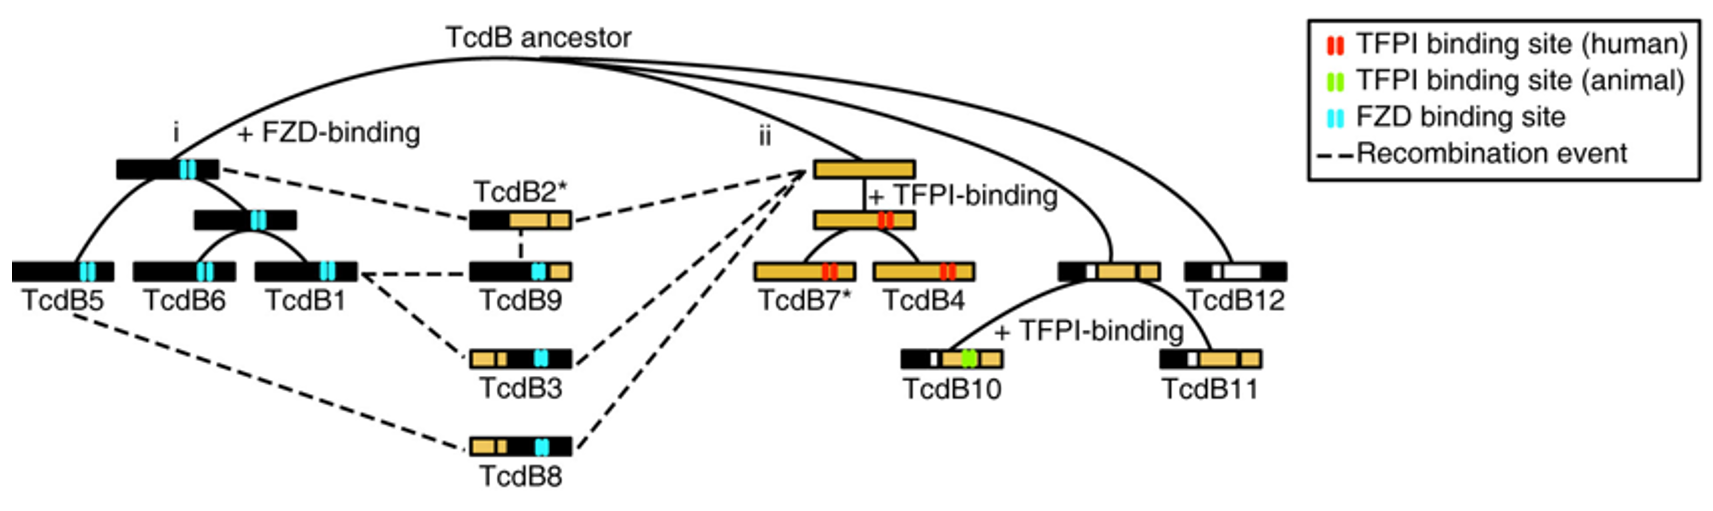 TcdB ancestor
TFPI binding site (human)
TFPI binding site (animal)
FZD binding site
Recombination event
i
+ FZD-binding
ii
TcdB2*
+ TFPI-binding
TcdB5
TcdB6
TcdB1
TcdB9
TcdB7*
TcdB4
TcdB12
+ TFPI-binding
TcdB3
TcdB10
TcdB11
TcdB8